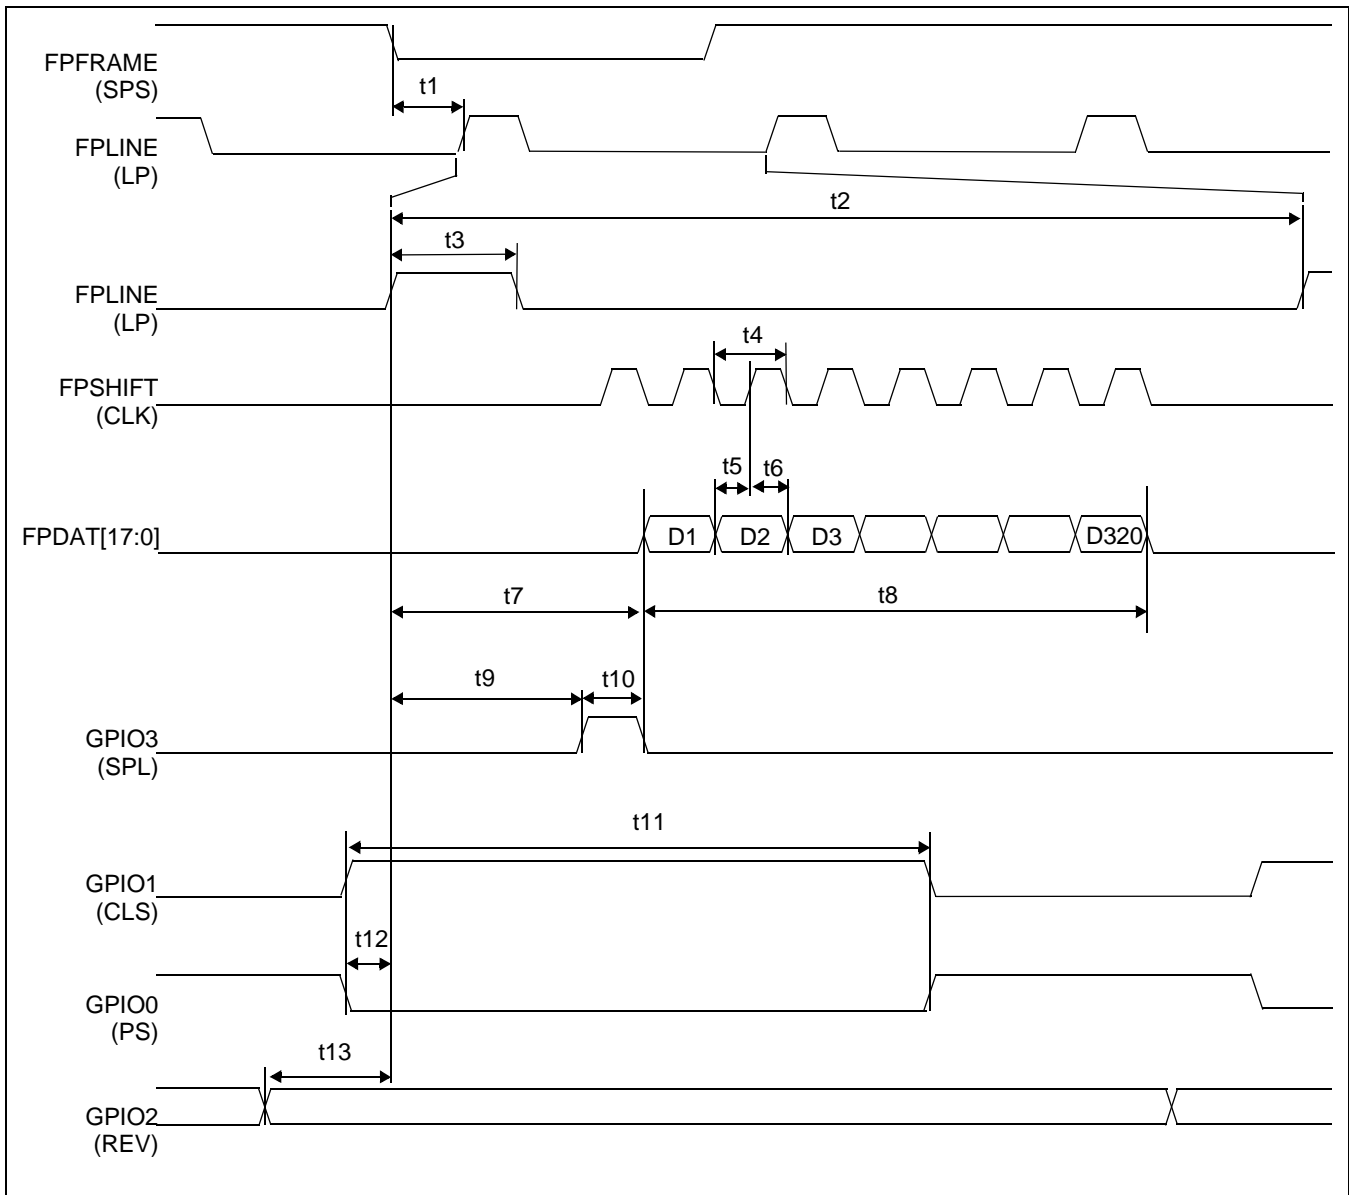 FPFRAME
(SPS)
t1
FPLINE
(LP)
t2
t3
FPLINE
(LP)
t4
FPSHIFT
(CLK)
t5
t6
FPDAT[17:0]
D1
D2
D3
D320
t7
t8
t9
t10
GPIO3
(SPL)
t11
GPIO1
(CLS)
t12
GPIO0
(PS)
t13
GPIO2
(REV)